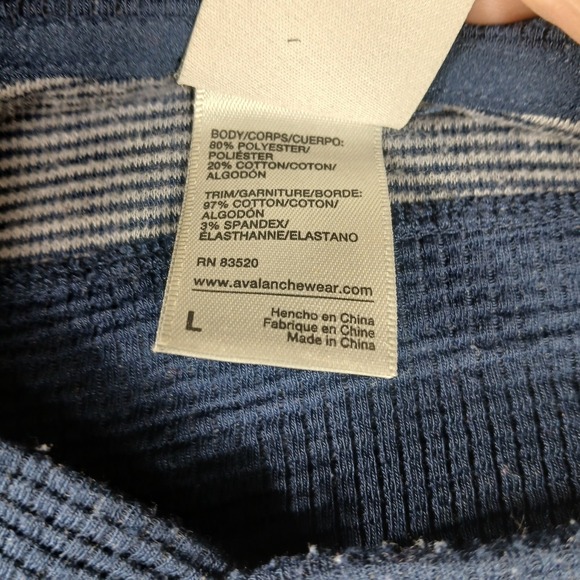 BODY/CORPS/CUERPO:
80% POLYESTER/
POLIÉSTER
20% COTTON/COTON/
ALGODÓN
TRIM/GARNITURE/BORDE:
97% COTTON/COTON/
ALGODÓN
3% SPANDEX/
ÉLASTHANNE/ELASTANO
RN 83520
www.avalanchewear.com
L
Hencho en China
Fabrique en Chine
Made in China